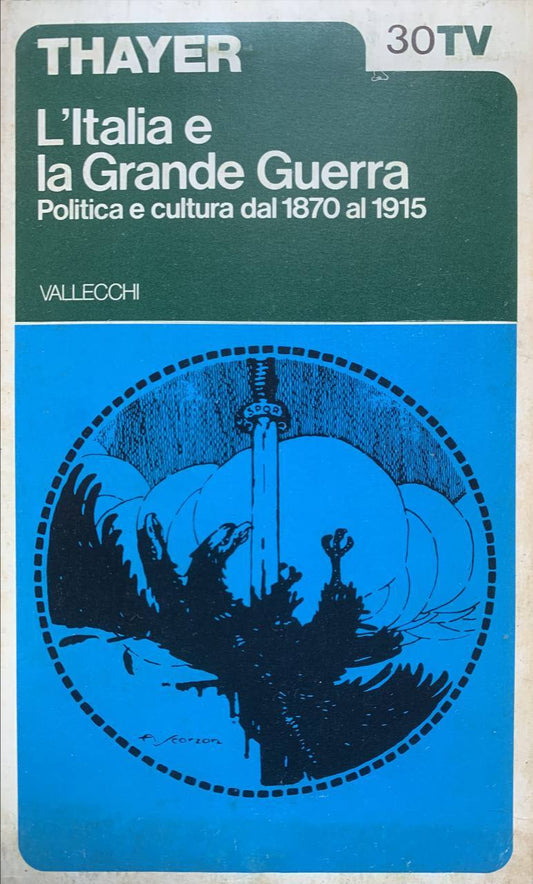 THAYER
30TV
L'Italia e
la Grande Guerra
Politica e cultura dal 1870 al 1915
VALLECCHI
SPQR